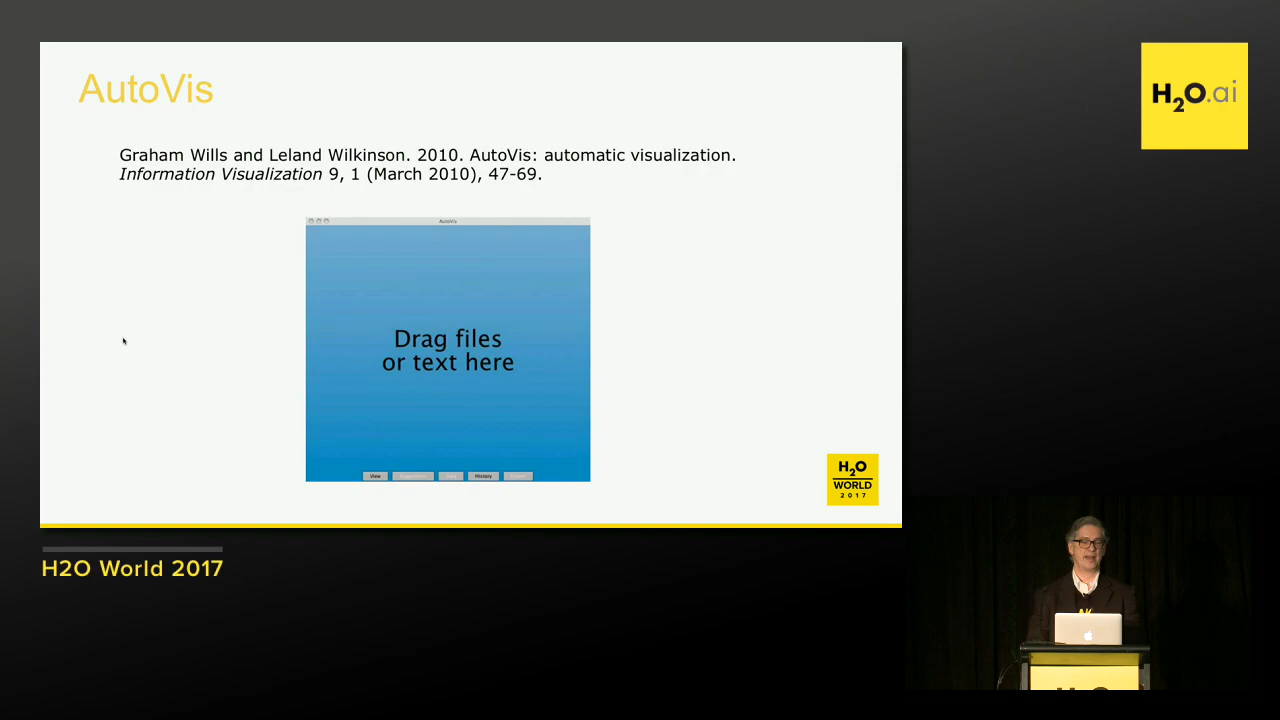 AutoVis
Graham Wills and Leland Wilkinson. 2010. AutoVis: automatic visualization.
Information Visualization 9, 1 (March 2010), 47-69.
AutoVis
Drag files
or text here
View
History
H2O
WORLD
2017
H2O.ai
H2O World 2017